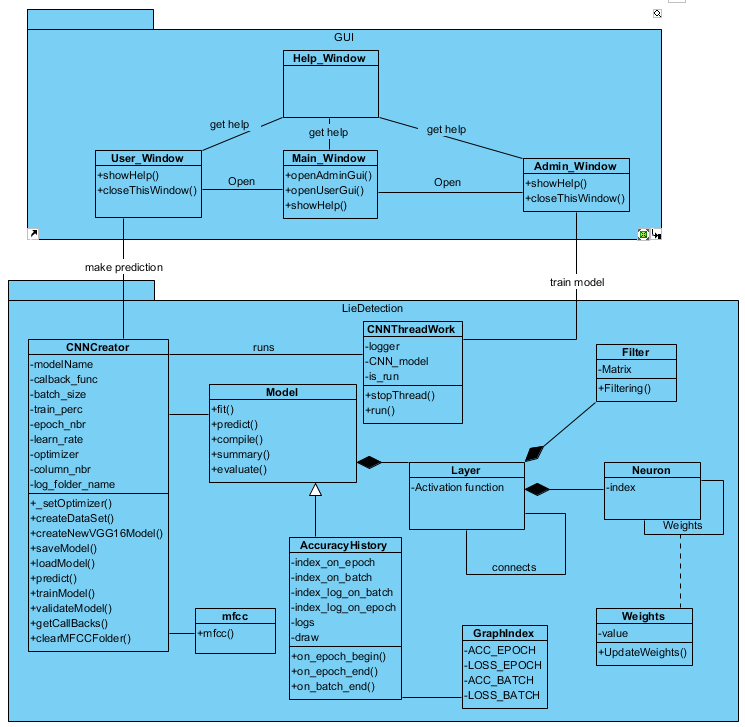 GUI
Help_Window
get help
get help
get help
User_Window
+showHelp()
+closeThisWindow()
Open
Main_Window
+openAdminGui()
+openUserGui()
+showHelp()
Open
Admin_Window
+showHelp()
+closeThisWindow()
make prediction
train model
LieDetection
CNNCreator
-modelName
-calback_func
-batch_size
-train_perc
-epoch_nbr
-learn_rate
-optimizer
-column_nbr
-log_folder_name
+_setOptimizer()
+createDataSet()
+createNewVGG16Model()
+saveModel()
+loadModel()
+predict()
+trainModel()
+validateModel()
+getCallBacks()
+clearMFCCFolder()
runs
CNNThreadWork
-logger
-CNN_model
-is_run
+stopThread()
+run()
Filter
-Matrix
+Filtering()
Model
+fit()
+predict()
+compile()
+summary()
+evaluate()
Layer
-Activation function
connects
Neuron
-index
Weights
AccuracyHistory
-index_on_epoch
-index_on_batch
-index_log_on_batch
-index_log_on_epoch
-logs
-draw
+on_epoch_begin()
+on_epoch_end()
+on_batch_end()
mfcc
+mfcc()
GraphIndex
-ACC_EPOCH
-LOSS_EPOCH
-ACC_BATCH
-LOSS_BATCH
Weights
-value
+UpdateWeights()